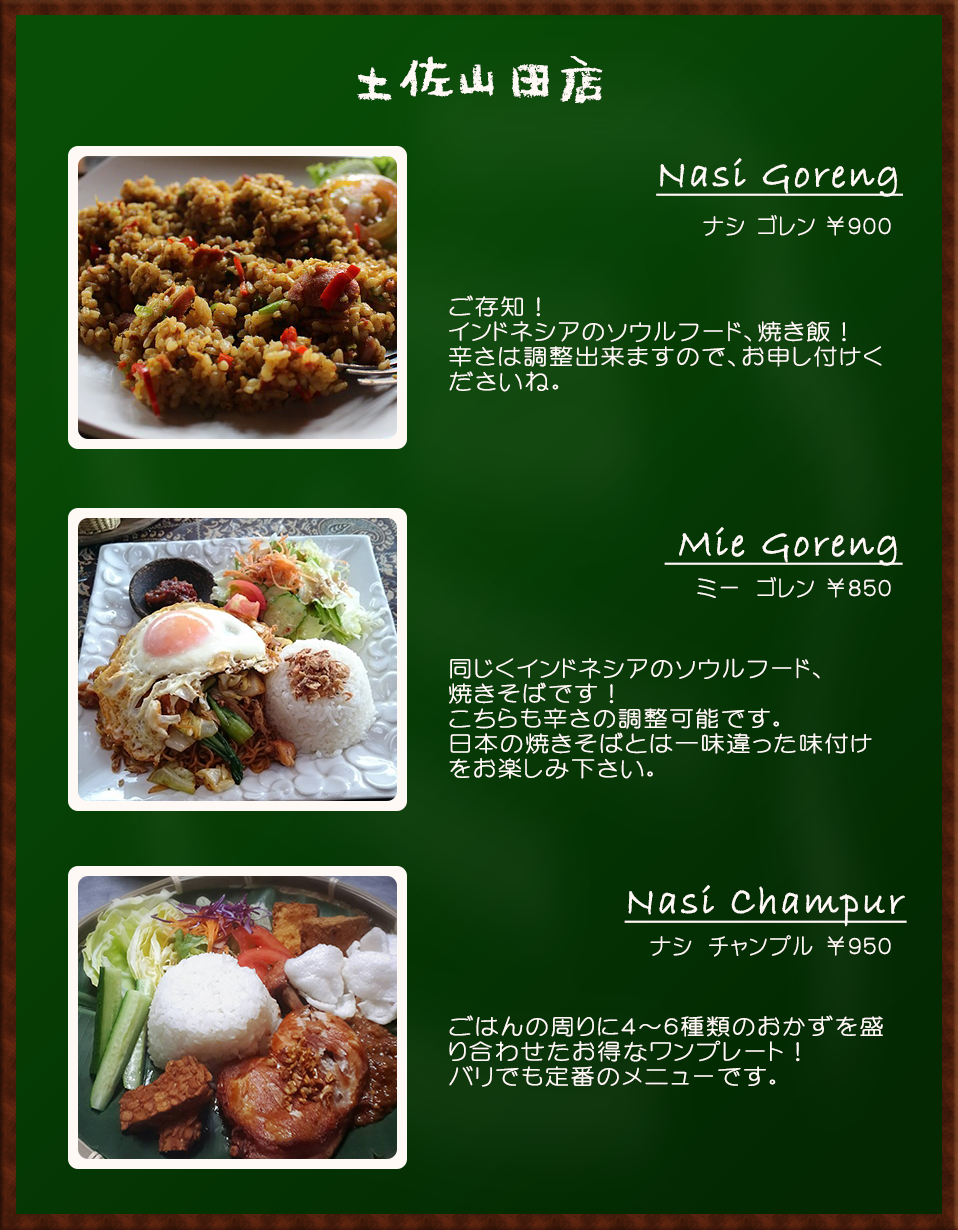 土佐山田店
Nasi Goreng
ナシ ゴレン ￥900
ご存知！
インドネシアのソウルフード、焼き飯！
辛さは調整出来ますので、お申し付けく
ださいね。
Mie Goreng
ミー ゴレン ￥850
同じくインドネシアのソウルフード、
焼きそばです！
こちらも辛さの調整可能です。
日本の焼きそばとは一味違った味付け
をお楽しみ下さい。
Nasi Champur
ナシ チャンプル ￥950
ごはんの周りに4〜6種類のおかずを盛
り合わせたお得なワンプレート！
バリでも定番のメニューです。